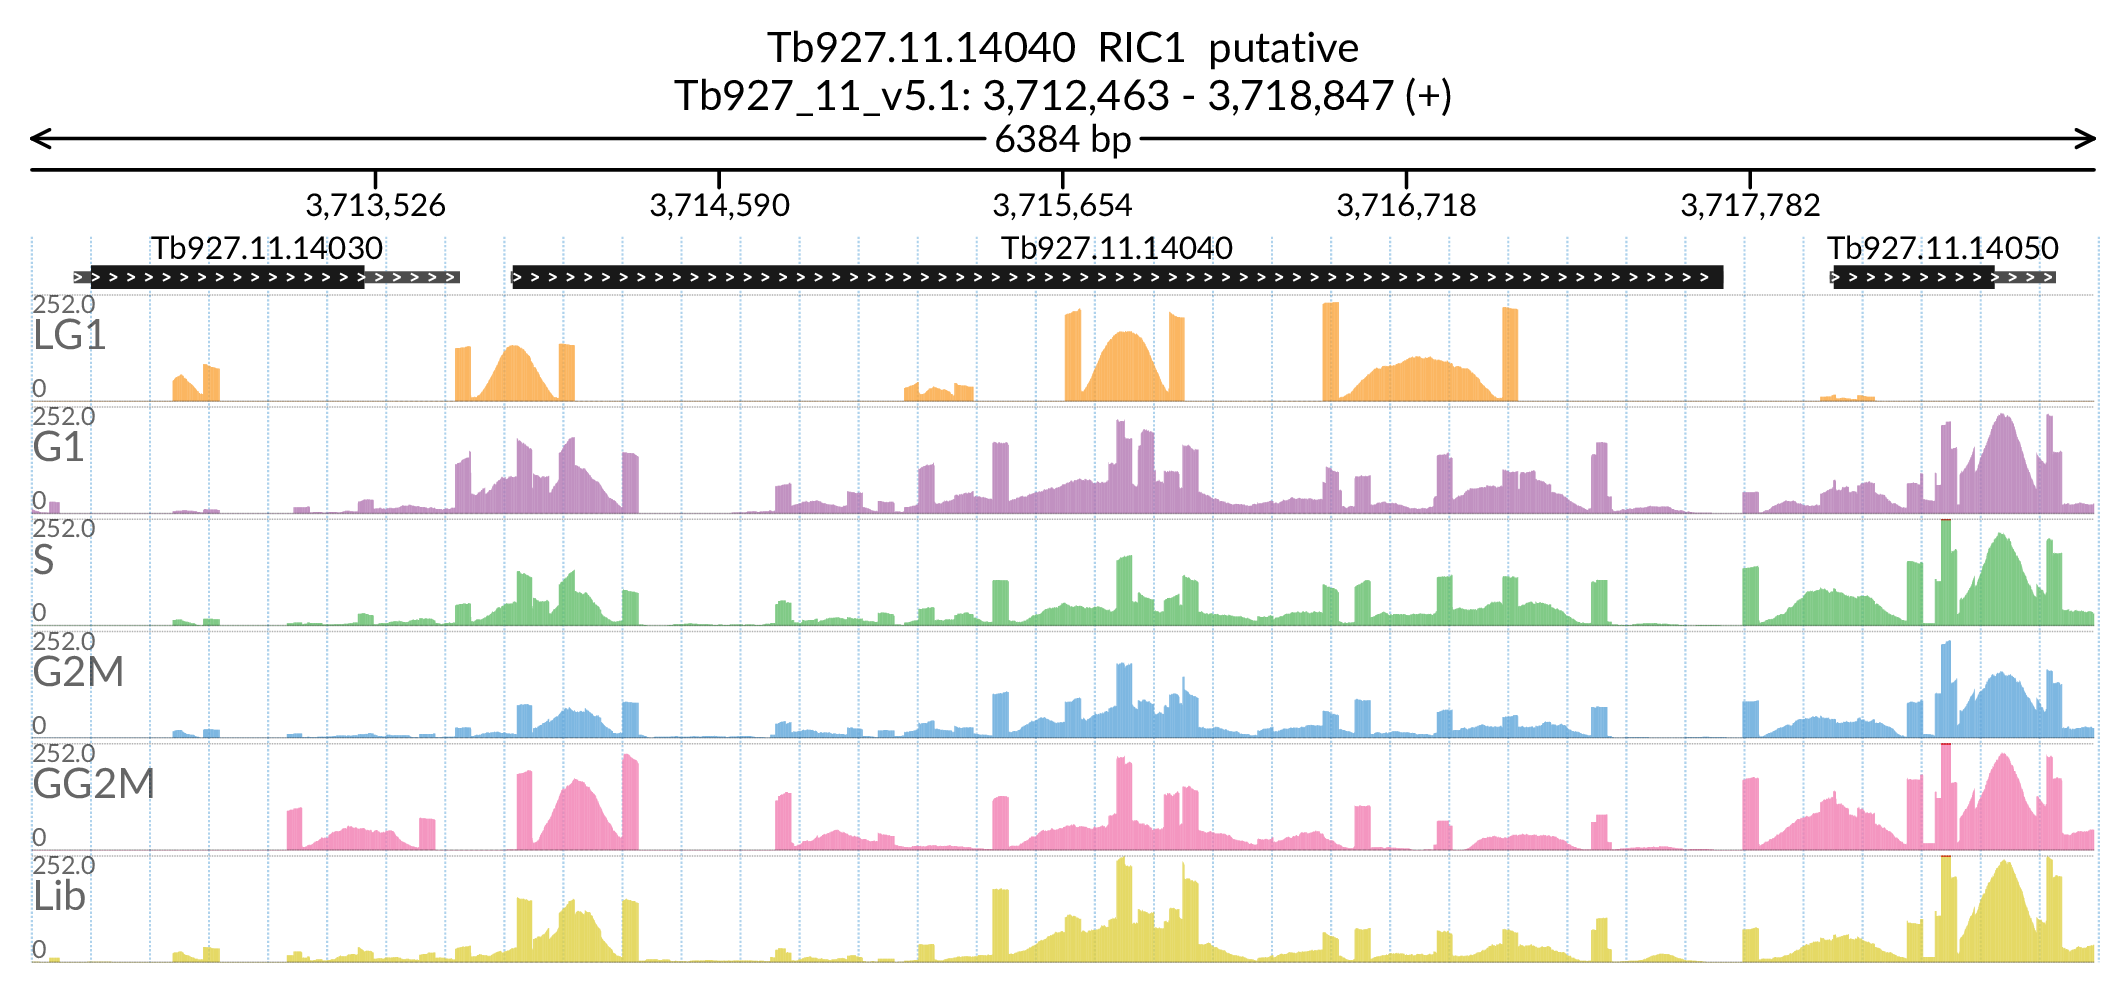 Tb927.11.14040 RIC1 putative
Tb927_11_v5.1: 3,712,463 - 3,718,847 (+)
6384 bp
3,713,526 3,714,590 3,715,654 3,716,718 3,717,782
Tb927.11.14030 Tb927.11.14040 Tb927.11.14050
252.0
LG1
0
252.0
G1
0
252.0
S
0
252.0
G2M
0
252.0
GG2M
0
252.0
Lib
0